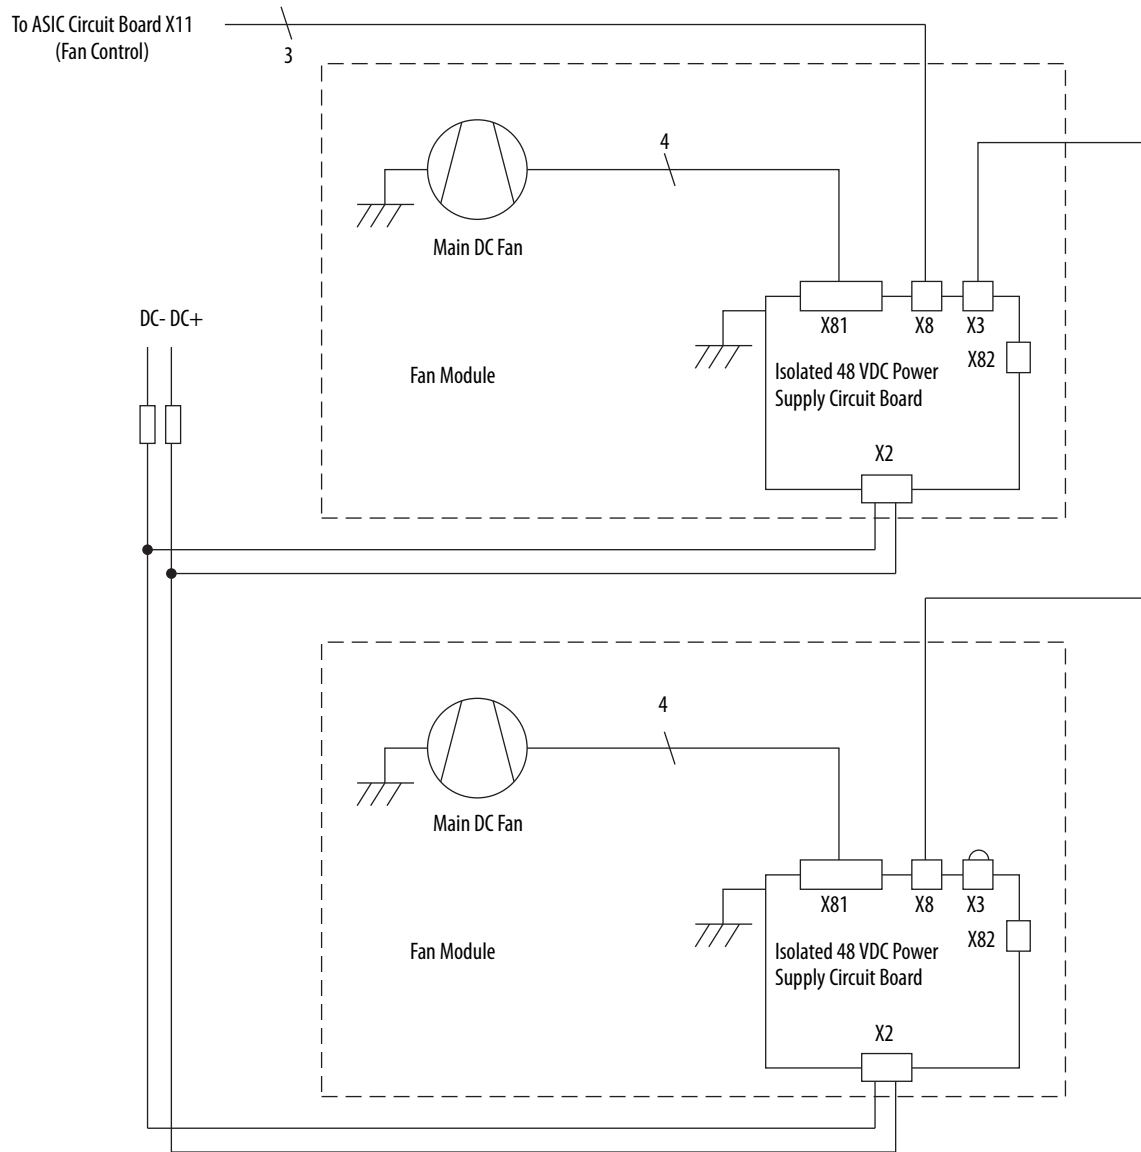 To ASIC Circuit Board X11
(Fan Control)
3
4
Main DC Fan
DC- DC+
X81
X8
X3
X82
Fan Module
Isolated 48 VDC Power
Supply Circuit Board
X2
4
Main DC Fan
X81
X8
X3
X82
Fan Module
Isolated 48 VDC Power
Supply Circuit Board
X2